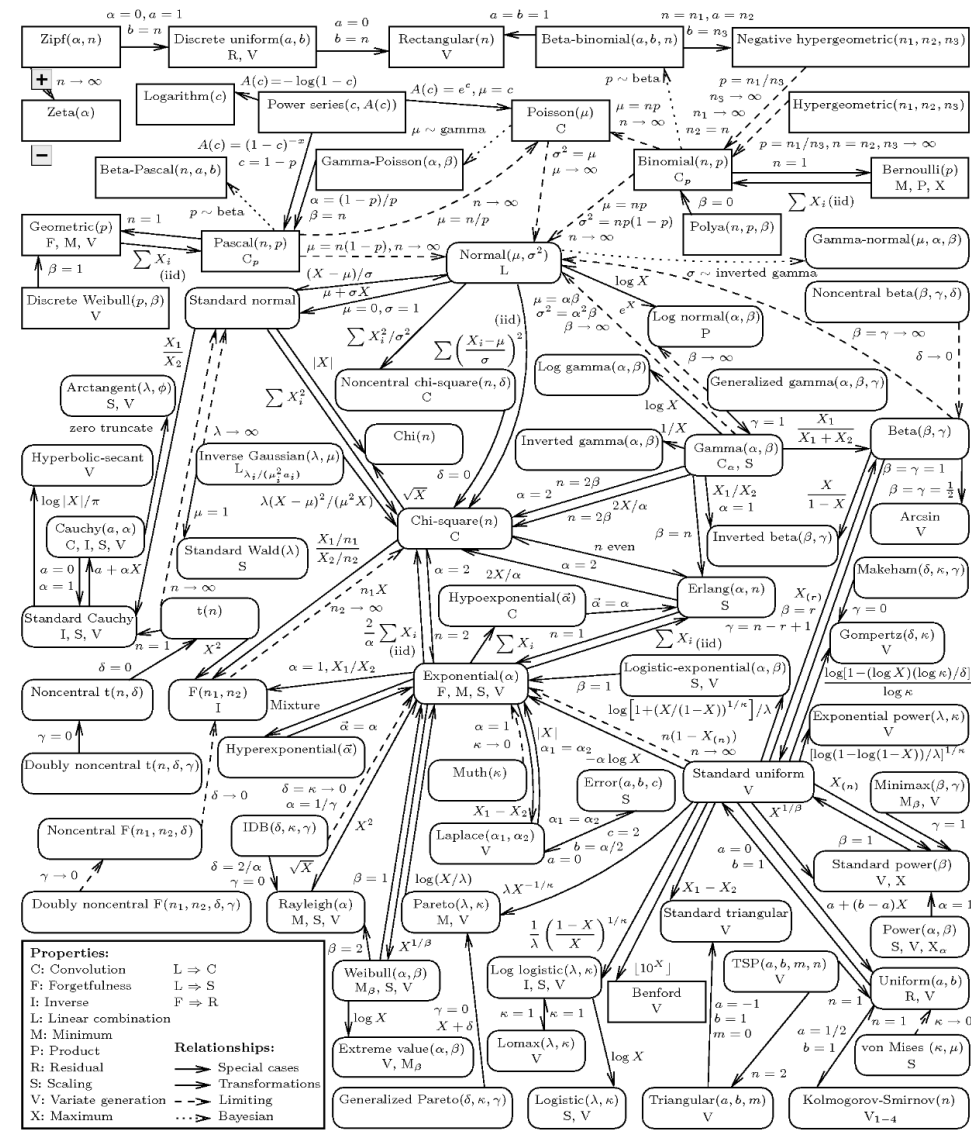 α = 0, a = 1
b = n
a = 0
b = n
a = b = 1
n = n₁, a = n₂
b = n₃
Zipf(α, n)
Discrete uniform(a, b)
R, V
Rectangular(n)
V
Beta-binomial(a, b, n)
Negative hypergeometric(n₁, n₂, n₃)
+
n → ∞
A(c)=−log(1 − c)
A(c) = eᶜ, μ = c
p ∼ beta
p = n₁/n₃
n₃ → ∞
Zeta(α)
Logarithm(c)
Power series(c, A(c))
Poisson(μ)
C
μ = np
n → ∞
n₁ → ∞
n₂ = n
Hypergeometric(n₁, n₂, n₃)
−
A(c) = (1 − c)⁻ˣ
c = 1 − p
μ ∼ gamma
p = n₁/n₃, n = n₂, n₃ → ∞
Beta-Pascal(n, a, b)
Gamma-Poisson(α, β)
σ² = μ
μ → ∞
Binomial(n, p)
Cₚ
n = 1
Bernoulli(p)
M, P, X
α = (1 − p)/p
β = n
n → ∞
μ = n/p
p ∼ beta
β = 0
∑ Xᵢ(iid)
Geometric(p)
F, M, V
n = 1
∑ Xᵢ
(iid)
Pascal(n, p)
Cₚ
μ = n(1 − p), n → ∞
μ = np
σ² = np(1 − p)
n → ∞
Polya(n, p, β)
Gamma-normal(μ, α, β)
β = 1
Normal(μ, σ²)
L
σ ∼ inverted gamma
Discrete Weibull(p, β)
V
Standard normal
(X − μ)/σ
μ + σX
μ = 0, σ = 1
(iid)
μ = αβ
σ² = α²β
β → ∞
eˣ
log X
Log normal(α, β)
P
Noncentral beta(β, γ, δ)
β = γ → ∞
δ → 0
X₁
X₂
|X|
∑ Xᵢ²
∑ Xᵢ²/σ²
∑ ((Xᵢ−μ)/σ)²
β → ∞
Arctangent(λ, φ)
S, V
zero truncate
Noncentral chi-square(n, δ)
C
Log gamma(α, β)
log X
Generalized gamma(α, β, γ)
γ = 1
Hyperbolic-secant
V
λ → ∞
Inverse Gaussian(λ, μ)
L λᵢ/(μᵢ²aᵢ)
Chi(n)
δ = 0
Inverted gamma(α, β)
1/X
Gamma(α, β)
Cα, S
X₁
X₁ + X₂
Beta(β, γ)
log |X|/π
μ = 1
λ(X − μ)²/(μ²X)
√X
α = 2
n = 2β
2X/α
n = 2β
X₁/X₂
α = 1
X
1 − X
β = γ = 1
β = γ = 1/2
Cauchy(a, α)
C, I, S, V
Standard Wald(λ)
S
Chi-square(n)
C
β = n
Inverted beta(β, γ)
Arcsin
V
a = 0
α = 1
a + αX
X₁/n₁
X₂/n₂
α = 2
2X/α
n even
α = 2
Makeham(δ, κ, γ)
n → ∞
t(n)
n₁X
n₂ → ∞
Hypoexponential(α⃗)
C
α⃗ = α
Erlang(α, n)
S
X₍ᵣ₎
β = r
γ = n − r + 1
γ = 0
Standard Cauchy
I, S, V
n = 1
X²
2/α ∑ Xᵢ
(iid)
n = 2
∑ Xᵢ
n = 1
∑ Xᵢ(iid)
Gompertz(δ, κ)
V
δ = 0
α = 1, X₁/X₂
Noncentral t(n, δ)
F(n₁, n₂)
I
Mixture
Exponential(α)
F, M, S, V
β = 1
Logistic-exponential(α, β)
S, V
log[1−(log X)(log κ)/δ]
log κ
γ = 0
α⃗ = α
α = 1
κ → 0
|X|
α₁ = α₂
log[1+(X/(1−X))^1/κ]/λ
Exponential power(λ, κ)
V
Doubly noncentral t(n, δ, γ)
Hyperexponential(α⃗)
−α log X
n(1 − X₍ₙ₎)
n → ∞
[log(1−log(1−X))/λ]^1/κ
δ → 0
δ = κ → 0
α = 1/γ
Muth(κ)
Error(a, b, c)
S
Standard uniform
V
X₍ₙ₎
Minimax(β, γ)
Mᵦ, V
Noncentral F(n₁, n₂, δ)
IDB(δ, κ, γ)
X²
X₁ − X₂
α₁ = α₂
c = 2
b = α/2
a = 0
X^1/β
β = 1
γ = 1
Laplace(α₁, α₂)
V
γ → 0
δ = 2/α
γ = 0
√X
β = 1
log(X/λ)
λX^−1/κ
a = 0
b = 1
Standard power(β)
V, X
Doubly noncentral F(n₁, n₂, δ, γ)
Rayleigh(α)
M, S, V
Pareto(λ, κ)
M, V
X₁ − X₂
Standard triangular
V
a + (b − a)X
α = 1
β = 2
X^1/β
1/λ ((1 − X)/X)^1/κ
Power(α, β)
S, V, Xα
Properties:
C: Convolution L ⇒ C
F: Forgetfulness L ⇒ S
I: Inverse F ⇒ R
L: Linear combination
M: Minimum
P: Product Relationships:
R: Residual Special cases
S: Scaling Transformations
V: Variate generation Limiting
X: Maximum Bayesian
Weibull(α, β)
Mᵦ, S, V
Log logistic(λ, κ)
I, S, V
⌊10ˣ⌋
TSP(a, b, m, n)
V
Uniform(a, b)
R, V
Benford
V
log X
γ = 0
X + δ
κ = 1
κ = 1
a = −1
b = 1
m = 0
n = 1
a = 1/2
b = 1
n = 1
κ → 0
Extreme value(α, β)
V, Mᵦ
Lomax(λ, κ)
V
log X
n = 2
von Mises (κ, μ)
S
Generalized Pareto(δ, κ, γ)
Logistic(λ, κ)
S, V
Triangular(a, b, m)
V
Kolmogorov-Smirnov(n)
V₁₋₄